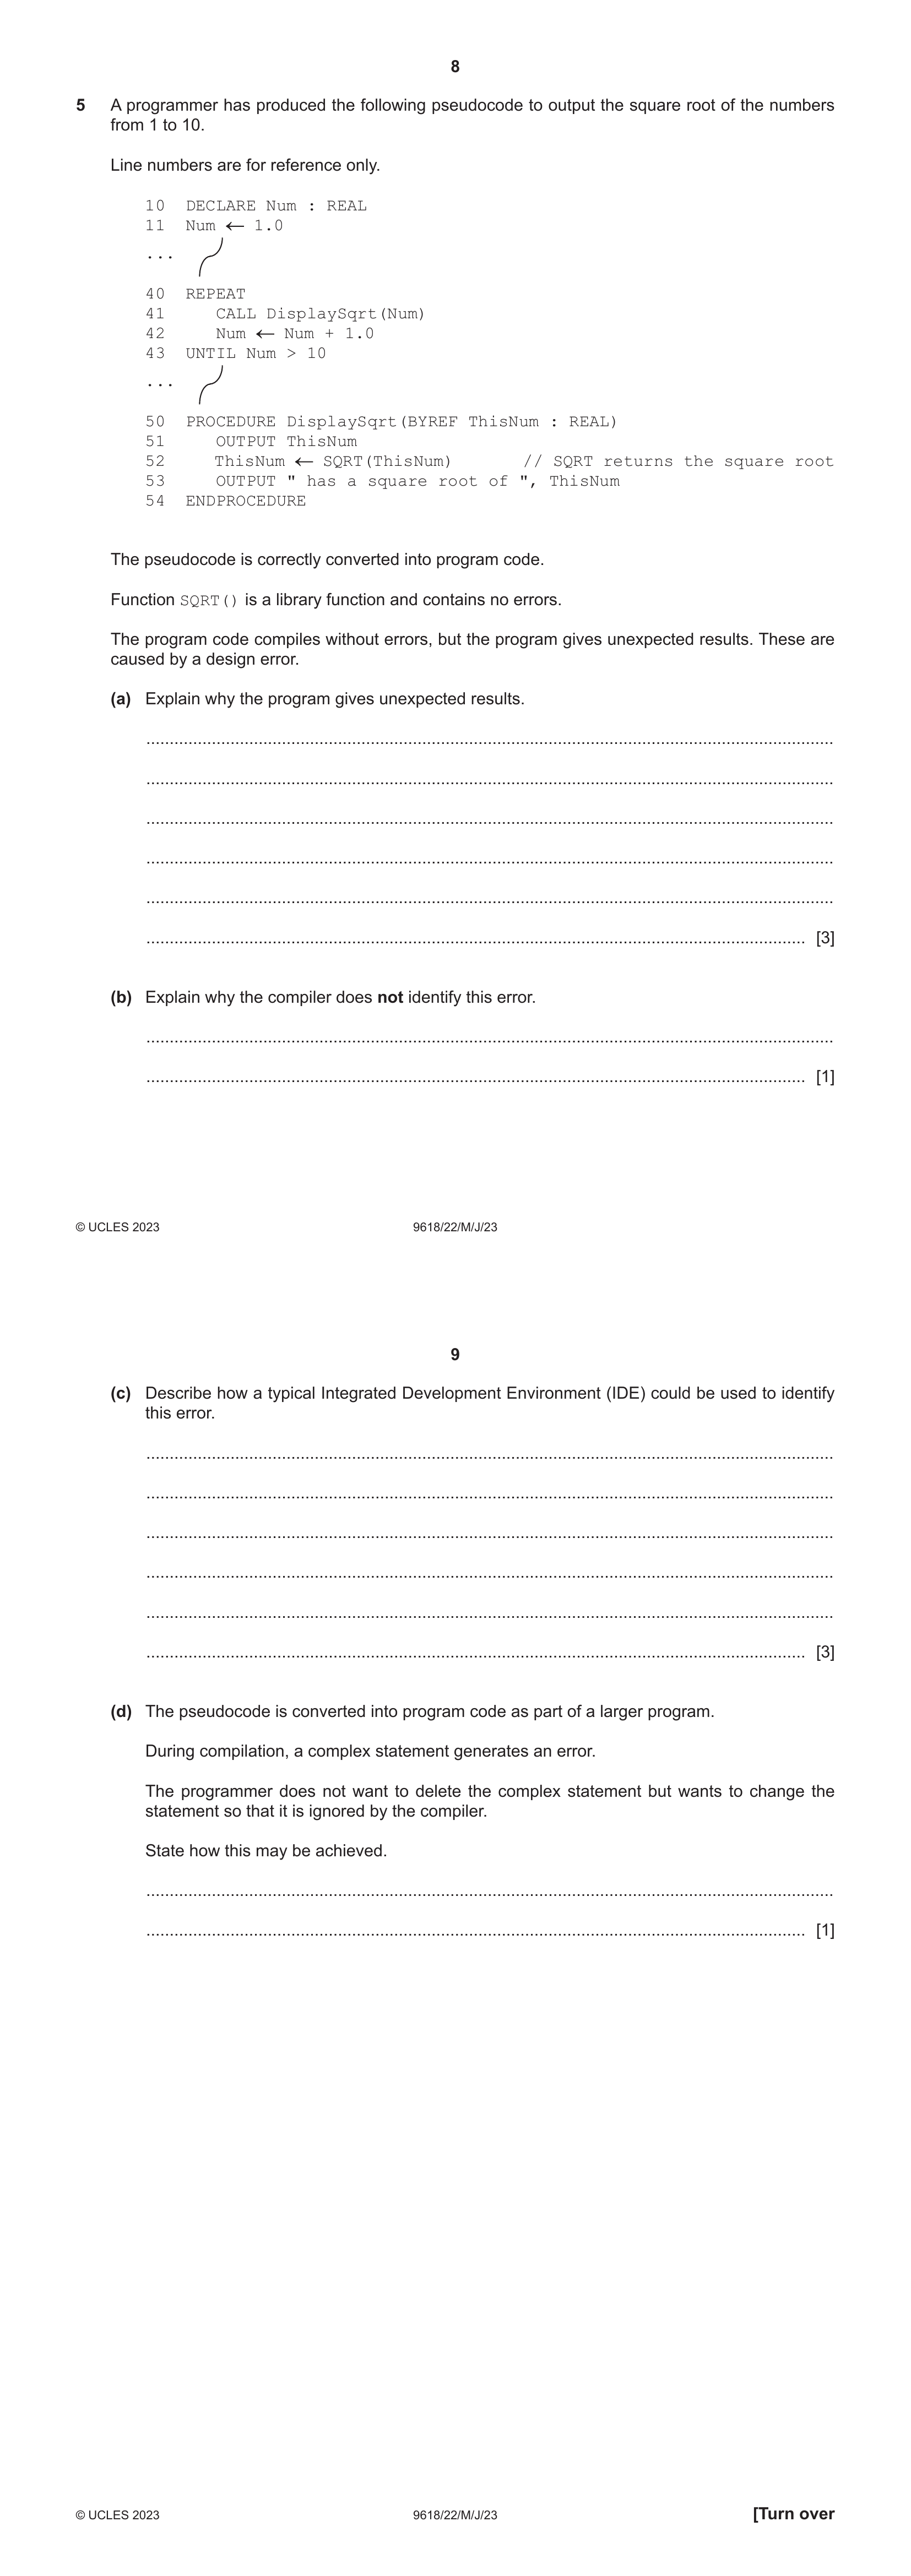 8
5 A programmer has produced the following pseudocode to output the square root of the numbers
from 1 to 10.
Line numbers are for reference only.
10 DECLARE Num : REAL
11 Num ← 1.0
...
40 REPEAT
41 CALL DisplaySqrt(Num)
42 Num ← Num + 1.0
43 UNTIL Num > 10
...
50 PROCEDURE DisplaySqrt(BYREF ThisNum : REAL)
51 OUTPUT ThisNum
52 ThisNum ← SQRT(ThisNum) // SQRT returns the square root
53 OUTPUT " has a square root of ", ThisNum
54 ENDPROCEDURE
The pseudocode is correctly converted into program code.
Function SQRT() is a library function and contains no errors.
The program code compiles without errors, but the program gives unexpected results. These are
caused by a design error.
(a) Explain why the program gives unexpected results.
[3]
(b) Explain why the compiler does not identify this error.
[1]
© UCLES 2023 9618/22/M/J/23
9
(c) Describe how a typical Integrated Development Environment (IDE) could be used to identify
this error.
[3]
(d) The pseudocode is converted into program code as part of a larger program.
During compilation, a complex statement generates an error.
The programmer does not want to delete the complex statement but wants to change the
statement so that it is ignored by the compiler.
State how this may be achieved.
[1]
© UCLES 2023 9618/22/M/J/23 [Turn over